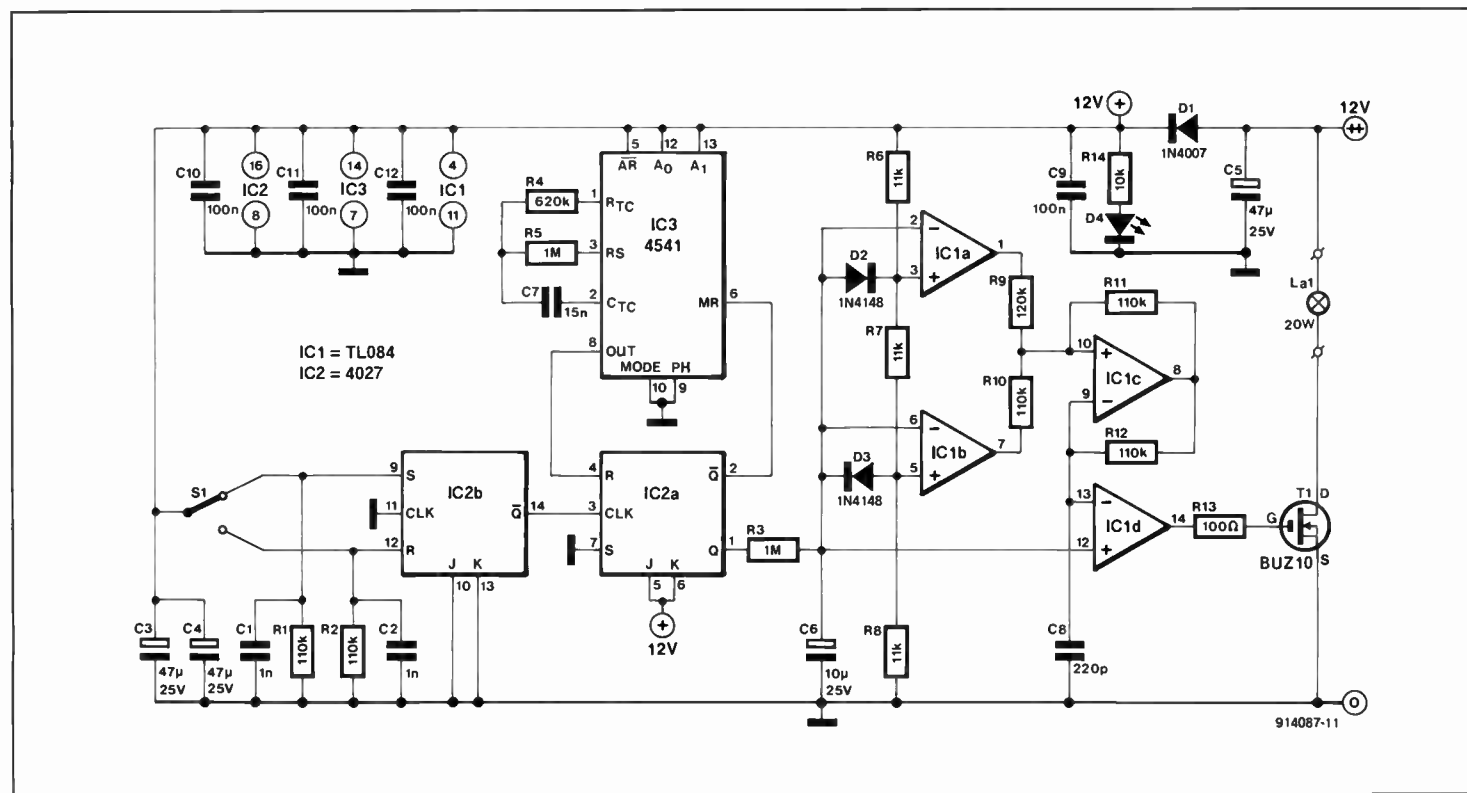 12V +
12V ++
D1
1N4007
C10
100n
16
IC2
8
C11
100n
14
IC3
7
C12
100n
4
IC1
11
R4
620k
R5
1M
C7
15n
5
AR
12
A0
13
A1
1
RTC
3
RS
2
CTC
IC3
4541
MR
6
8
OUT
MODE
PH
10
9
IC1 = TL084
IC2 = 4027
R6
11k
D2
1N4148
R7
11k
D3
1N4148
R8
11k
2
−
3
+
IC1a
1
6
−
5
+
IC1b
7
R9
120k
R10
110k
C9
100n
R14
10k
D4
C5
47µ
25V
R11
110k
10
+
9
−
IC1c
8
R12
110k
13
−
12
+
IC1d
14
R13
100Ω
La1
20W
T1
D
G
S
BUZ10
S1
9
S
11
CLK
12
R
IC2b
Q
14
J
K
10
13
4
R
3
CLK
7
S
IC2a
Q
2
Q
1
J
K
5
6
+
12V
R3
1M
C3
47µ
25V
C4
47µ
25V
C1
1n
R1
110k
R2
110k
C2
1n
C6
10µ
25V
C8
220p
0
914087-11